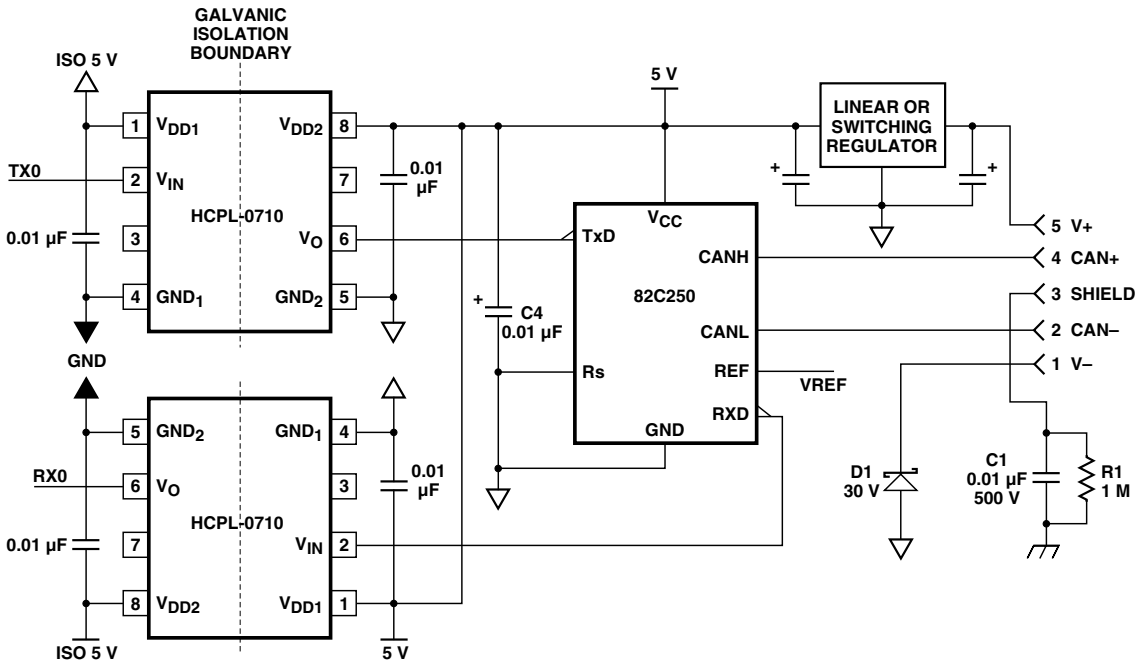 GALVANIC
ISOLATION
BOUNDARY
ISO 5 V
5 V
1 VDD1 VDD2 8
LINEAR OR
SWITCHING
REGULATOR
TX0
2 VIN 7
0.01
µF
+
+
HCPL-0710
VCC
0.01 µF
3 VO 6
TxD
5 V+
CANH
4 CAN+
4 GND1 GND2 5
+
C4
0.01 µF
82C250
3 SHIELD
CANL
2 CAN–
GND
Rs
REF
VREF
1 V–
RXD
5 GND2 GND1 4
GND
RX0
6 VO 3
0.01
µF
D1
30 V
C1
0.01 µF
500 V
R1
1 M
HCPL-0710
0.01 µF
7 VIN 2
8 VDD2 VDD1 1
ISO 5 V
5 V